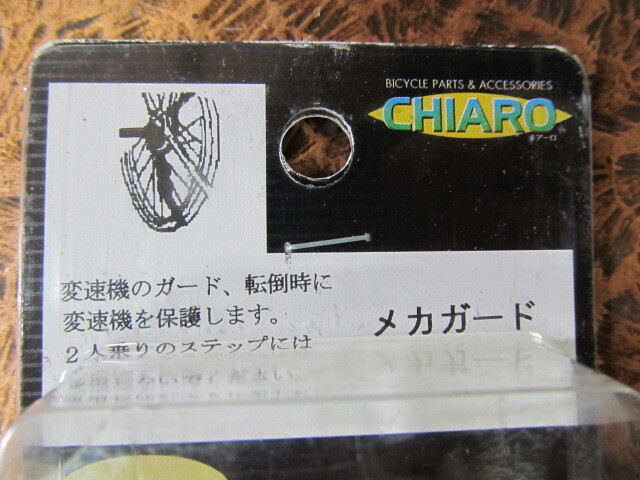 BICYCLE PARTS & ACCESSORIES
CHIARO
キアーロ
変速機のガード、転倒時に
変速機を保護します。
2人乗りのステップには
メカガード